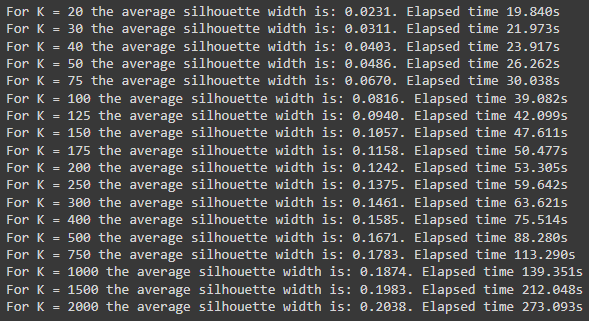 For K = 20 the average silhouette width is: 0.0231. Elapsed time 19.840s
For K = 30 the average silhouette width is: 0.0311. Elapsed time 21.973s
For K = 40 the average silhouette width is: 0.0403. Elapsed time 23.917s
For K = 50 the average silhouette width is: 0.0486. Elapsed time 26.262s
For K = 75 the average silhouette width is: 0.0670. Elapsed time 30.038s
For K = 100 the average silhouette width is: 0.0816. Elapsed time 39.082s
For K = 125 the average silhouette width is: 0.0940. Elapsed time 42.099s
For K = 150 the average silhouette width is: 0.1057. Elapsed time 47.611s
For K = 175 the average silhouette width is: 0.1158. Elapsed time 50.477s
For K = 200 the average silhouette width is: 0.1242. Elapsed time 53.305s
For K = 250 the average silhouette width is: 0.1375. Elapsed time 59.642s
For K = 300 the average silhouette width is: 0.1461. Elapsed time 63.621s
For K = 400 the average silhouette width is: 0.1585. Elapsed time 75.514s
For K = 500 the average silhouette width is: 0.1671. Elapsed time 88.280s
For K = 750 the average silhouette width is: 0.1783. Elapsed time 113.290s
For K = 1000 the average silhouette width is: 0.1874. Elapsed time 139.351s
For K = 1500 the average silhouette width is: 0.1983. Elapsed time 212.048s
For K = 2000 the average silhouette width is: 0.2038. Elapsed time 273.093s